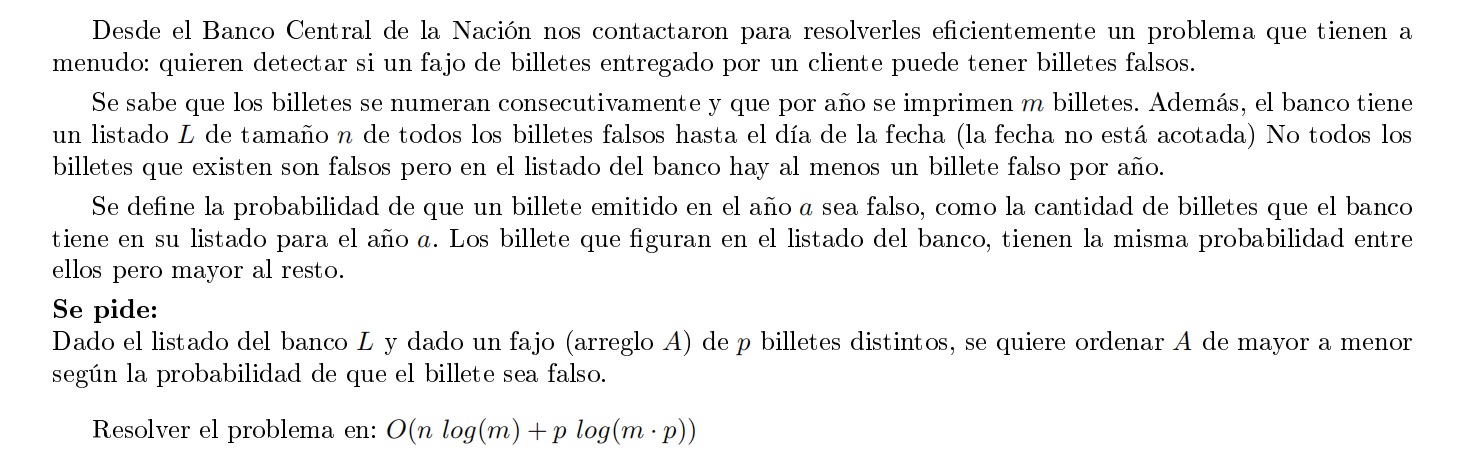 Desde el Banco Central de la Nación nos contactaron para resolverles eficientemente un problema que tienen a
menudo: quieren detectar si un fajo de billetes entregado por un cliente puede tener billetes falsos.
Se sabe que los billetes se numeran consecutivamente y que por año se imprimen m billetes. Además, el banco tiene
un listado L de tamaño n de todos los billetes falsos hasta el día de la fecha (la fecha no está acotada) No todos los
billetes que existen son falsos pero en el listado del banco hay al menos un billete falso por año.
Se define la probabilidad de que un billete emitido en el año a sea falso, como la cantidad de billetes que el banco
tiene en su listado para el año a. Los billete que figuran en el listado del banco, tienen la misma probabilidad entre
ellos pero mayor al resto.
Se pide:
Dado el listado del banco L y dado un fajo (arreglo A) de p billetes distintos, se quiere ordenar A de mayor a menor
según la probabilidad de que el billete sea falso.
Resolver el problema en: O(n log(m) + p log(m · p))